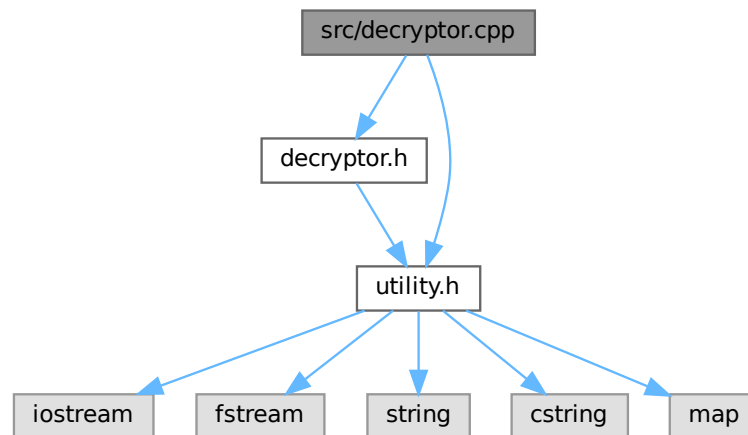 src/decryptor.cpp
decryptor.h
utility.h
iostream
fstream
string
cstring
map